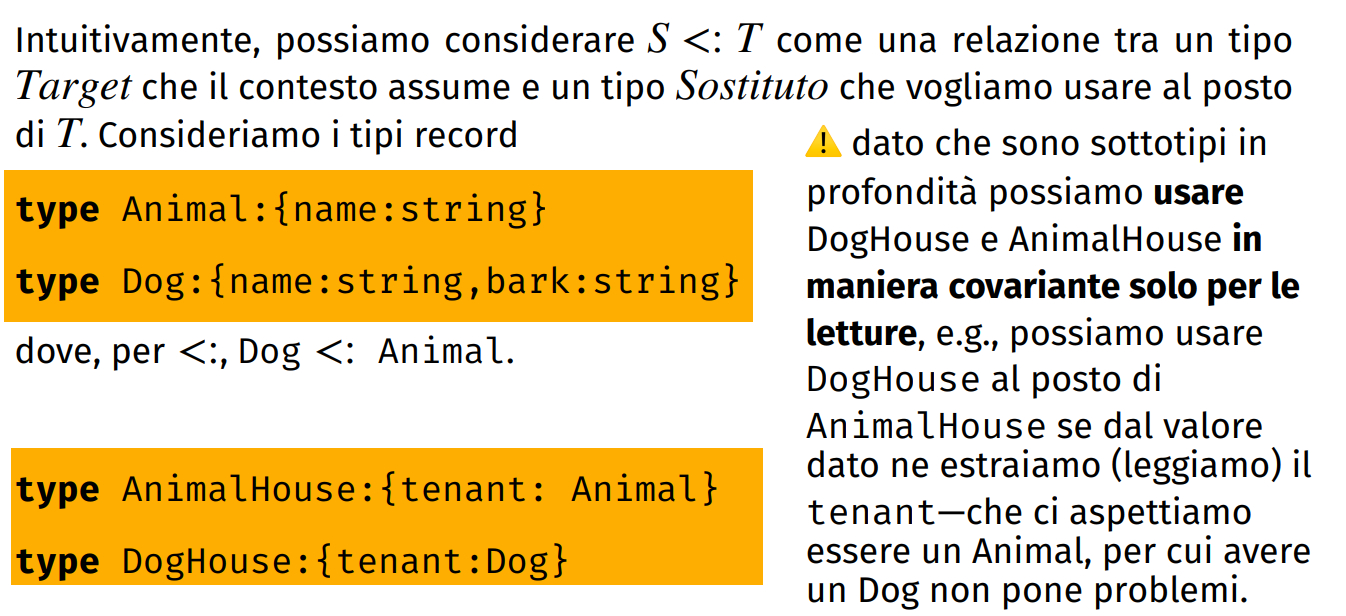 Intuitivamente, possiamo considerare S <: T come una relazione tra un tipo
Target che il contesto assume e un tipo Sostituto che vogliamo usare al posto
di T. Consideriamo i tipi record
type Animal:{name:string}
type Dog:{name:string,bark:string}
dove, per <:, Dog <: Animal.
type AnimalHouse:{tenant: Animal}
type DogHouse:{tenant:Dog}
⚠️ dato che sono sottotipi in
profondità possiamo usare
DogHouse e AnimalHouse in
maniera covariante solo per le
letture, e.g., possiamo usare
DogHouse al posto di
AnimalHouse se dal valore
dato ne estraiamo (leggiamo) il
tenant—che ci aspettiamo
essere un Animal, per cui avere
un Dog non pone problemi.